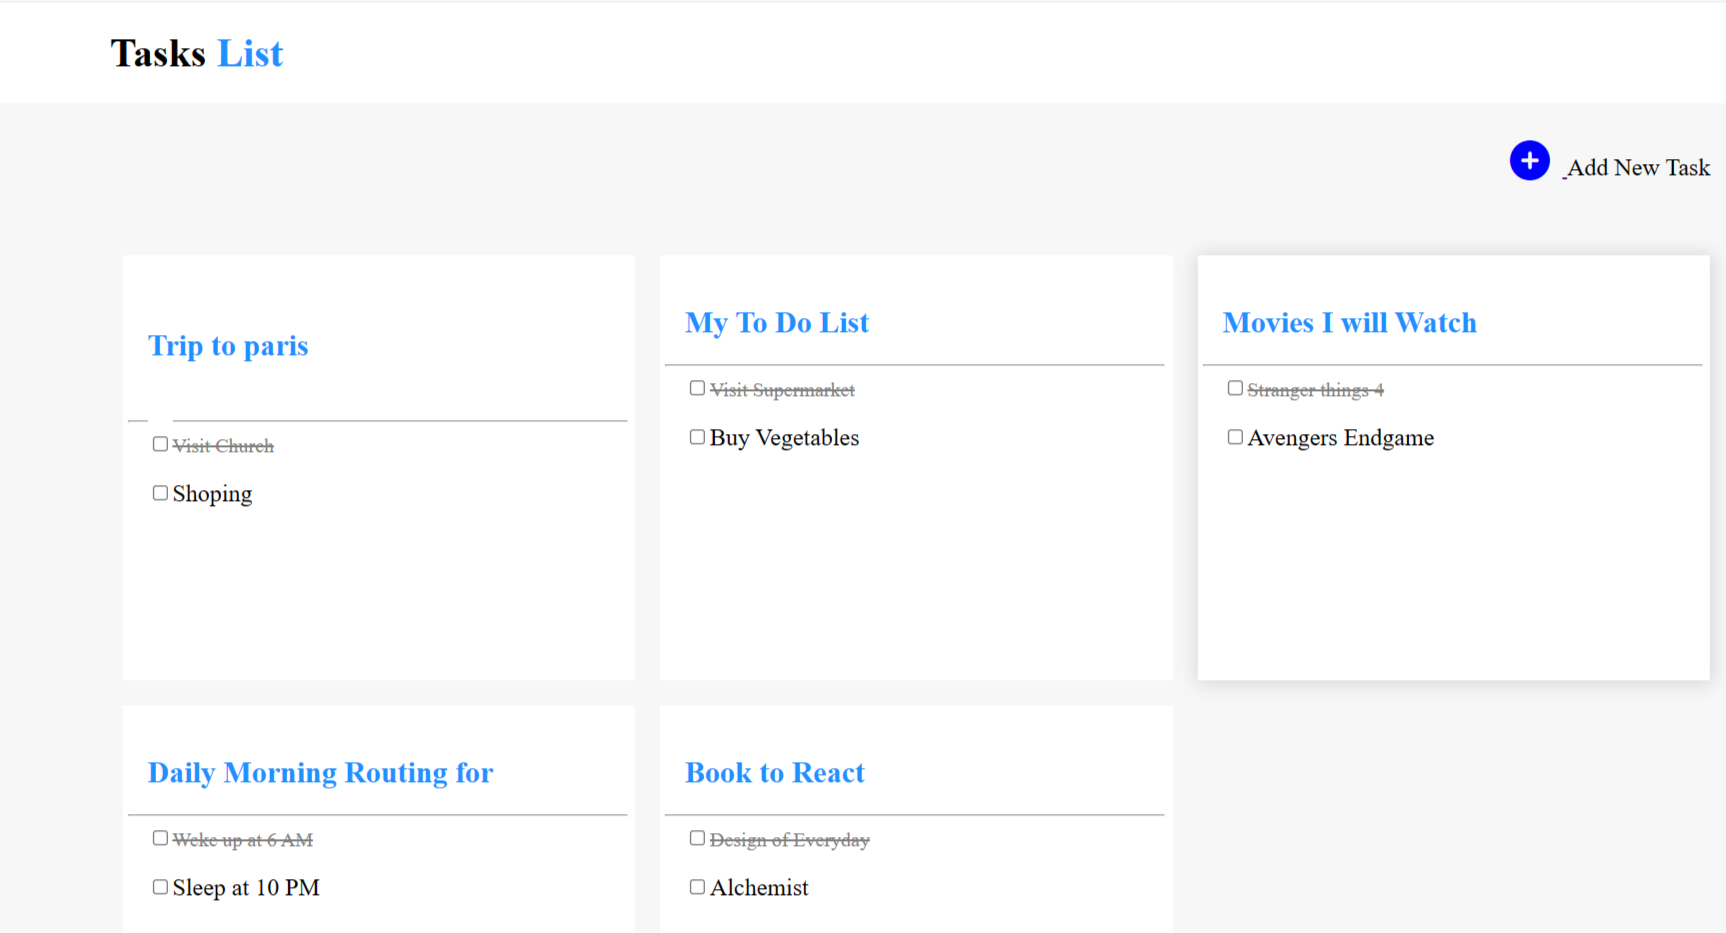 Tasks List
Add New Task
Trip to paris
Visit Church
Shoping
My To Do List
Visit Supermarket
Buy Vegetables
Movies I will Watch
Stranger things 4
Avengers Endgame
Daily Morning Routing for
Weke up at 6 AM
Sleep at 10 PM
Book to React
Design of Everyday
Alchemist